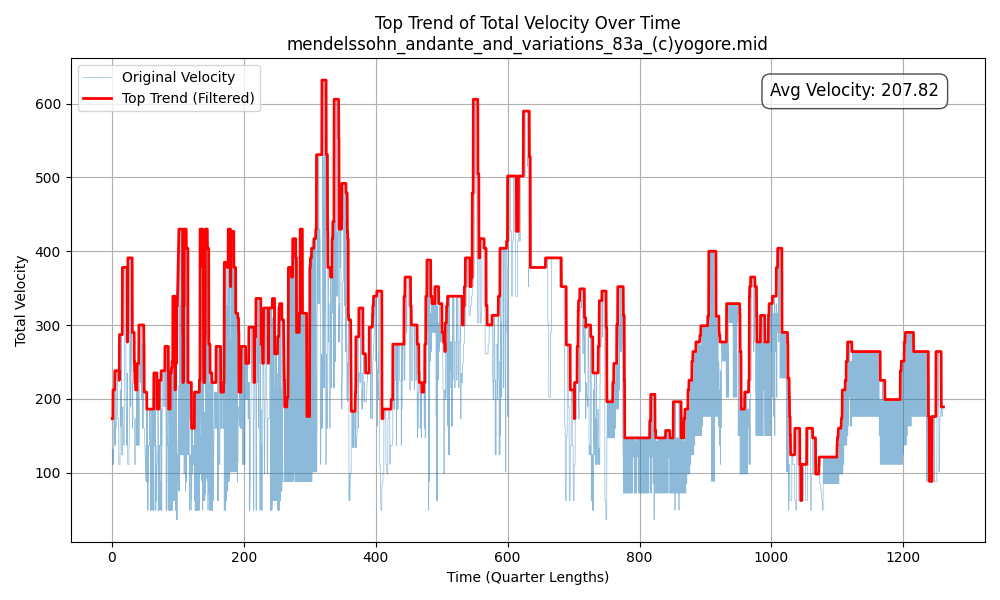 Top Trend of Total Velocity Over Time
mendelssohn_andante_and_variations_83a_(c)yogore.mid
Original Velocity
Top Trend (Filtered)
Avg Velocity: 207.82
Total Velocity
600
500
400
300
200
100
0
200
400
600
800
1000
1200
Time (Quarter Lengths)